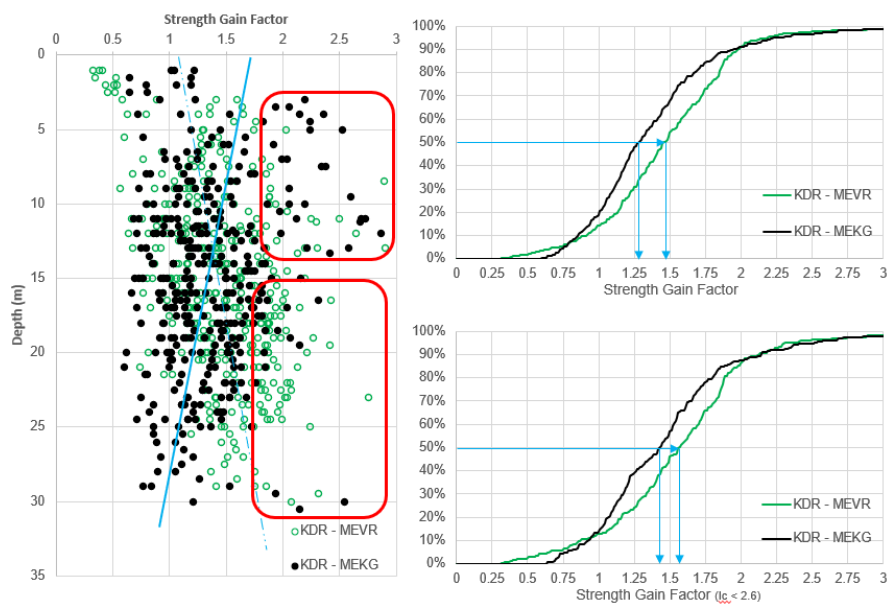 Strength Gain Factor
0 0.5 1 1.5 2 2.5 3
0
5
10
15
20
25
30
35
Depth (m)
KDR - MEVR
KDR - MEKG
100%
90%
80%
70%
60%
50%
40%
30%
20%
10%
0%
KDR - MEVR
KDR - MEKG
0 0.25 0.5 0.75 1 1.25 1.5 1.75 2 2.25 2.5 2.75 3
Strength Gain Factor
100%
90%
80%
70%
60%
50%
40%
30%
20%
10%
0%
KDR - MEVR
KDR - MEKG
0 0.25 0.5 0.75 1 1.25 1.5 1.75 2 2.25 2.5 2.75 3
Strength Gain Factor (Ic < 2.6)